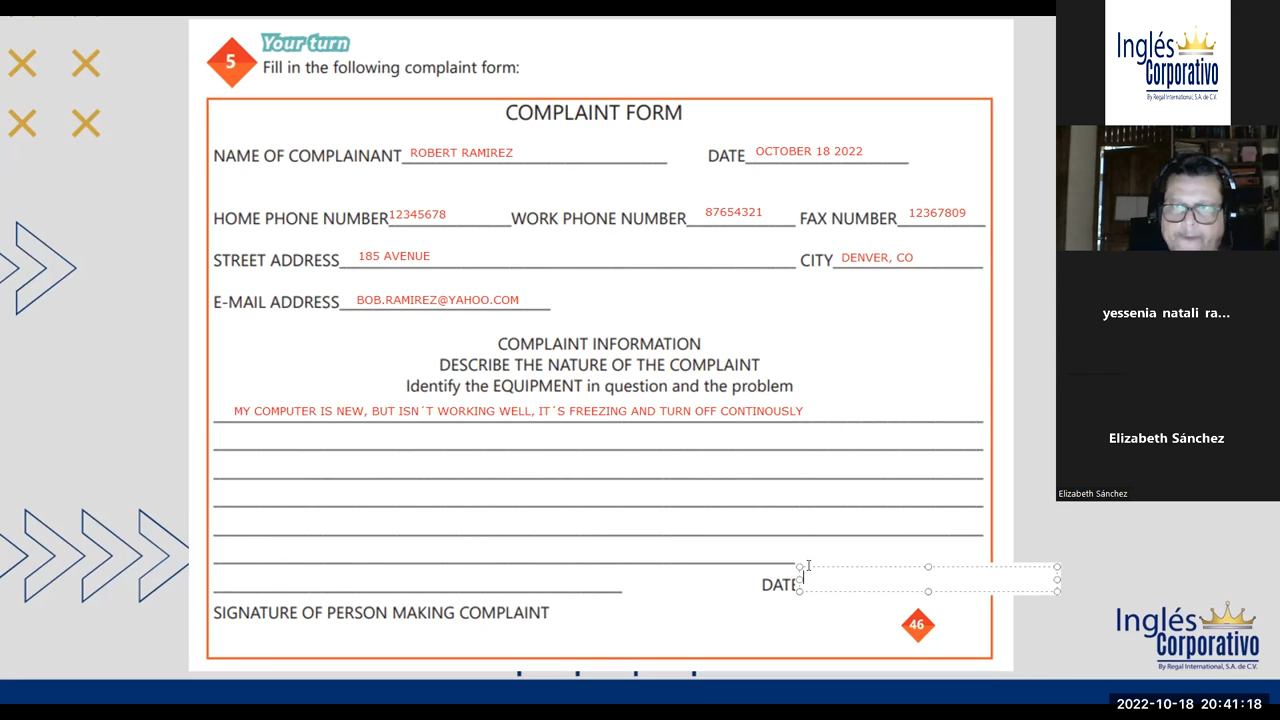 5
Your turn
Fill in the following complaint form:
COMPLAINT FORM
NAME OF COMPLAINANT ROBERT RAMIREZ DATE OCTOBER 18 2022
HOME PHONE NUMBER 12345678 WORK PHONE NUMBER 87654321 FAX NUMBER 12367809
STREET ADDRESS 185 AVENUE CITY DENVER, CO
E-MAIL ADDRESS BOB.RAMIREZ@YAHOO.COM
COMPLAINT INFORMATION
DESCRIBE THE NATURE OF THE COMPLAINT
Identify the EQUIPMENT in question and the problem
MY COMPUTER IS NEW, BUT ISN´T WORKING WELL, IT´S FREEZING AND TURN OFF CONTINOUSLY
DATE
SIGNATURE OF PERSON MAKING COMPLAINT
46
Inglés
Corporativo
By Regal International, S.A. de C.V.
yessenia natali ra...
Elizabeth Sánchez
Elizabeth Sánchez
Inglés
Corporativo
By Regal International, S.A. de C.V.
2022-10-18 20:41:18